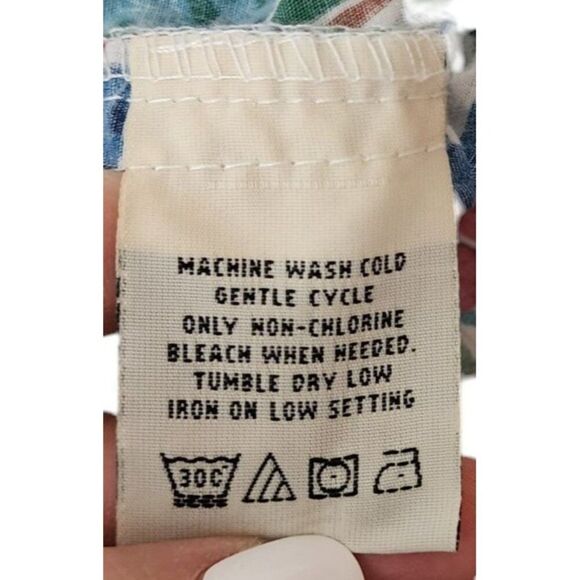 MACHINE WASH COLD
GENTLE CYCLE
ONLY NON-CHLORINE
BLEACH WHEN NEEDED.
TUMBLE DRY LOW
IRON ON LOW SETTING
30C